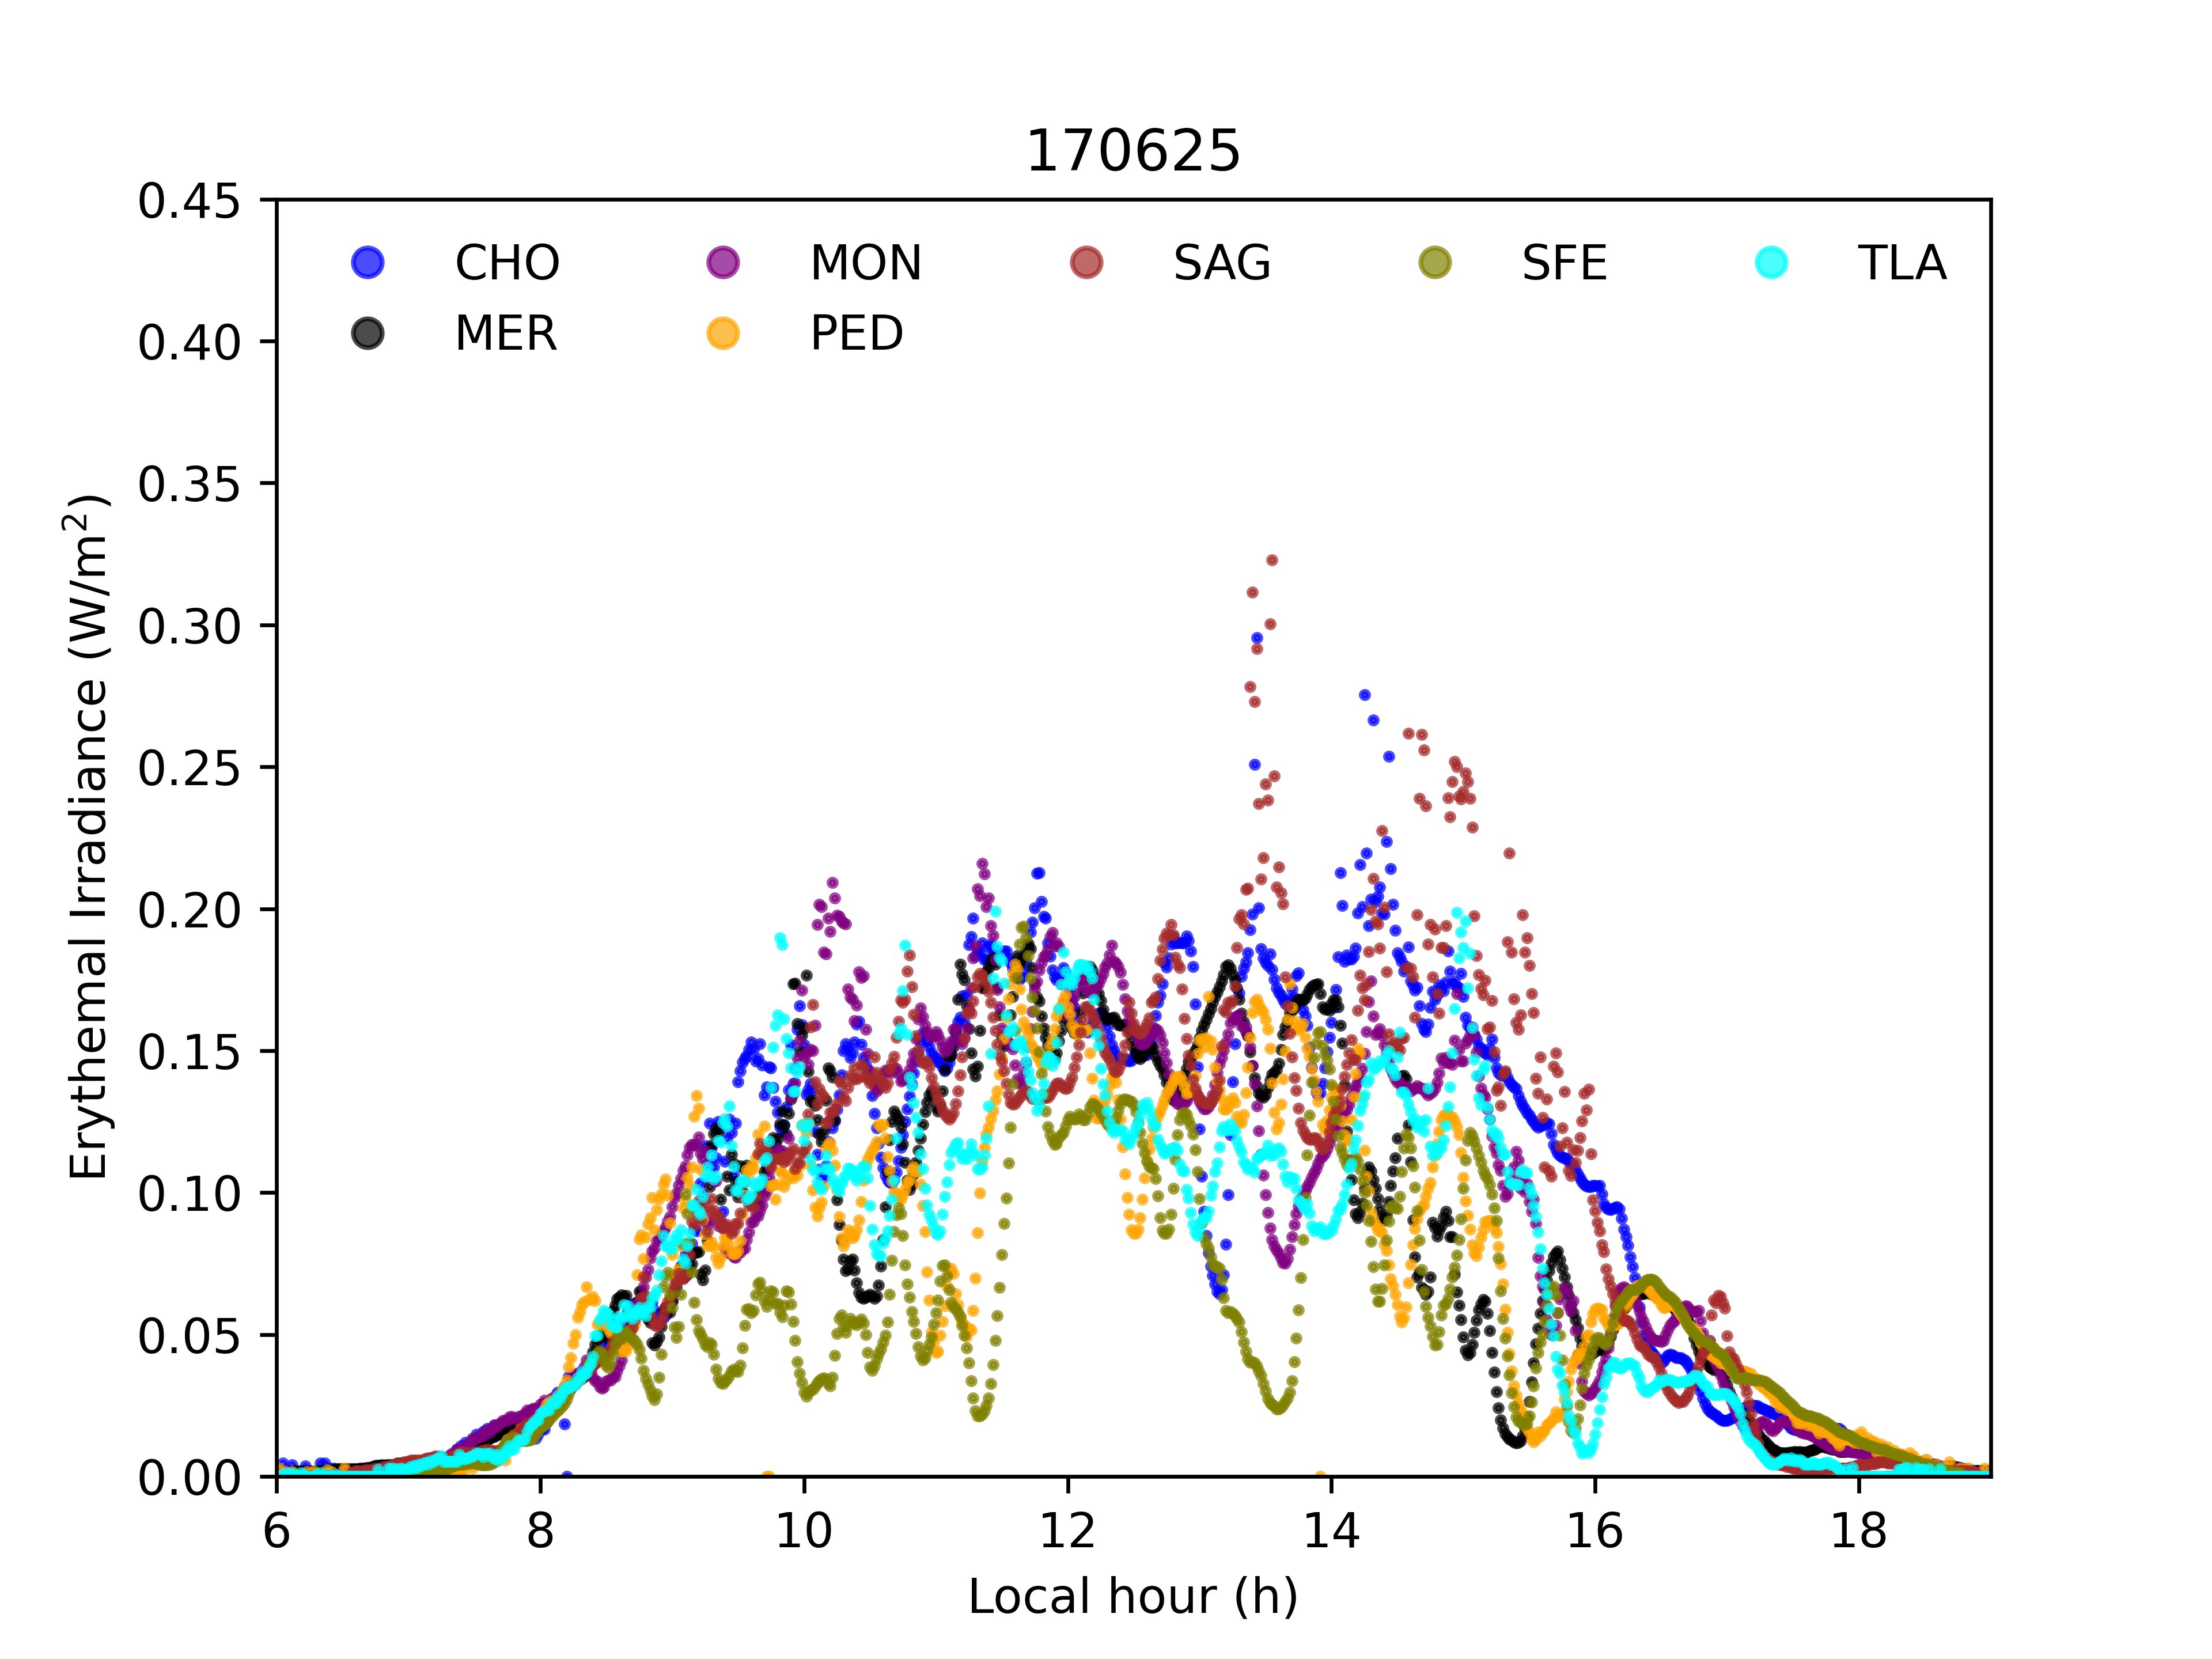 170625
0.45
0.40
0.35
0.30
0.25
0.20
0.15
0.10
0.05
0.00
Erythemal Irradiance (W/m²)
CHO MON SAG SFE TLA
MER PED
6 8 10 12 14 16 18
Local hour (h)